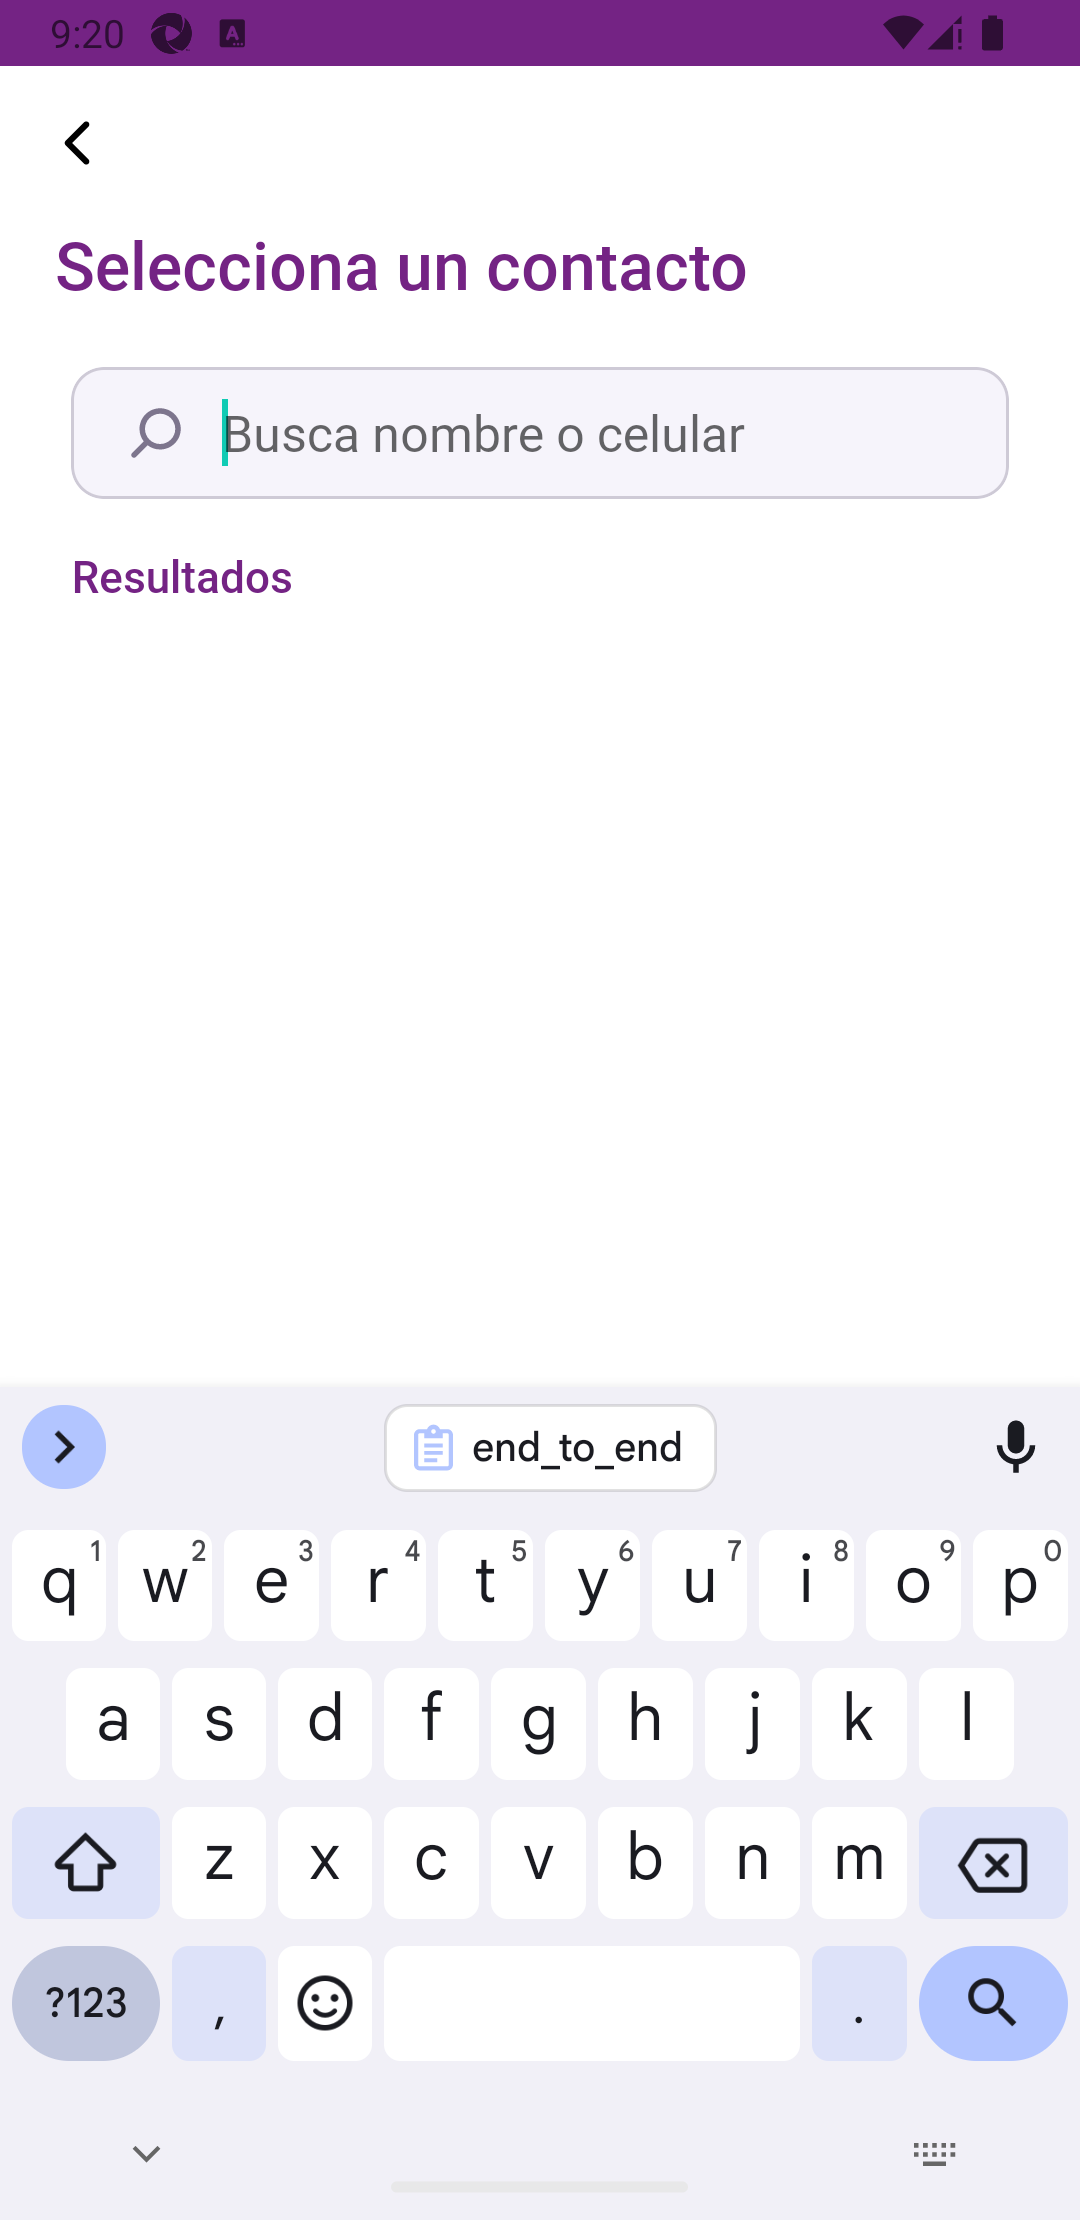 9:20
Selecciona un contacto
Busca nombre o celular
Resultados
end_to_end
q 1 w 2 e 3 r 4 t 5 y 6 u 7 i 8 o 9 p 0
a s d f g h j k l
z x c v b n m
?123 , .